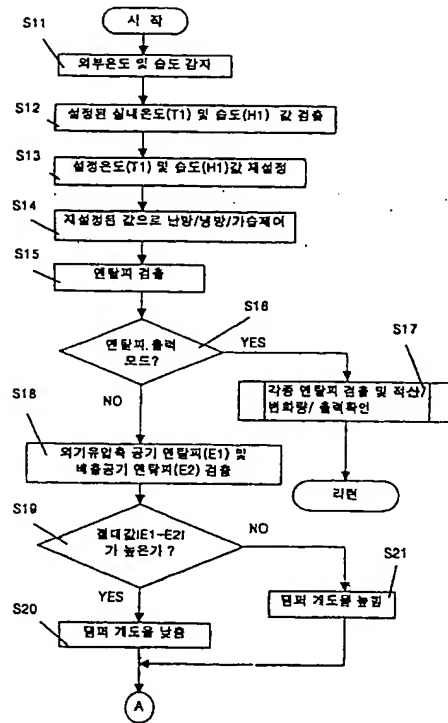 시 작
S11
외부온도 및 습도 감지
S12
설정된 실내온도(T1) 및 습도(H1) 값 검출
S13
설정온도(T1) 및 습도(H1)값 재설정
S14
재설정된 값으로 난방/냉방/가습제어
S15
엔탈피 검출
S16
엔탈피.출력
모드?
YES
S17
각종 엔탈피 검출 및 적산/
변화량/ 출력확인
리턴
NO
S18
외기유입측 공기 엔탈피(E1) 및
배출공기 엔탈피(E2) 검출
S19
절대값|E1-E2|
가 높은가 ?
NO
S21
댐퍼 개도를 높힘
YES
S20
댐퍼 개도를 낮춤
A